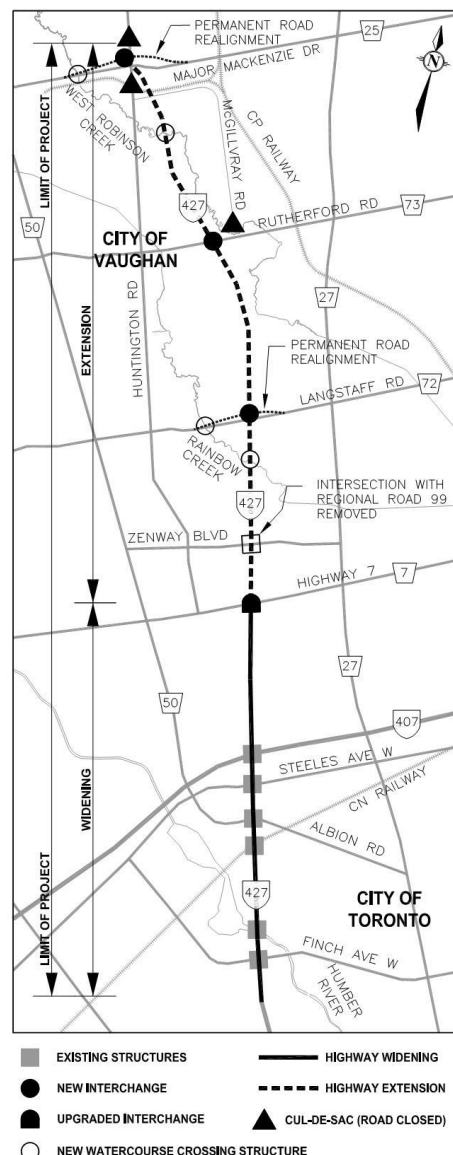 PERMANENT ROAD
REALIGNMENT
25
MAJOR MACKENZIE DR
N
WEST ROBINSON
CREEK
McGILLVRAY RD
CP RAILWAY
LIMIT OF PROJECT
427
RUTHERFORD RD
73
50
CITY OF
VAUGHAN
HUNTINGTON RD
27
EXTENSION
PERMANENT ROAD
REALIGNMENT
LANGSTAFF RD
72
RAINBOW
CREEK
427
INTERSECTION WITH
REGIONAL ROAD 99
REMOVED
ZENWAY BLVD
HIGHWAY 7
7
27
50
407
STEELES AVE W
CN RAILWAY
WIDENING
ALBION RD
427
CITY OF
TORONTO
LIMIT OF PROJECT
FINCH AVE W
HUMBER
RIVER
EXISTING STRUCTURES
HIGHWAY WIDENING
NEW INTERCHANGE
HIGHWAY EXTENSION
UPGRADED INTERCHANGE
CUL-DE-SAC (ROAD CLOSED)
NEW WATERCOURSE CROSSING STRUCTURE